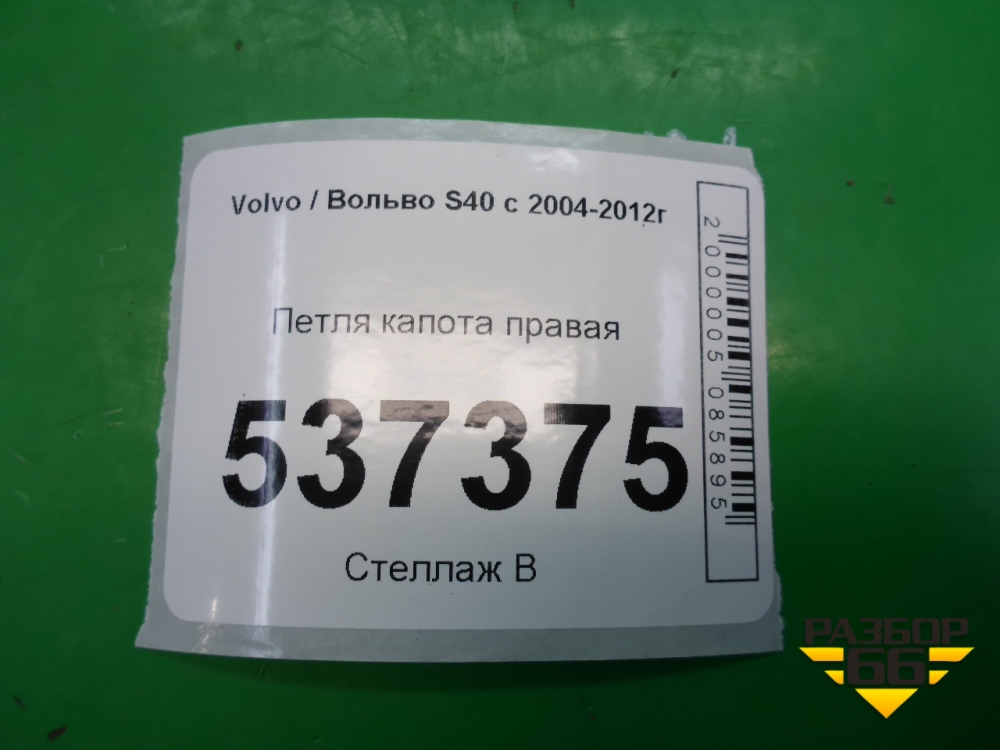 Volvo / Вольво S40 с 2004-2012г
Петля капота правая
537375
Стеллаж В
2000005085895
РАЗБОР
66